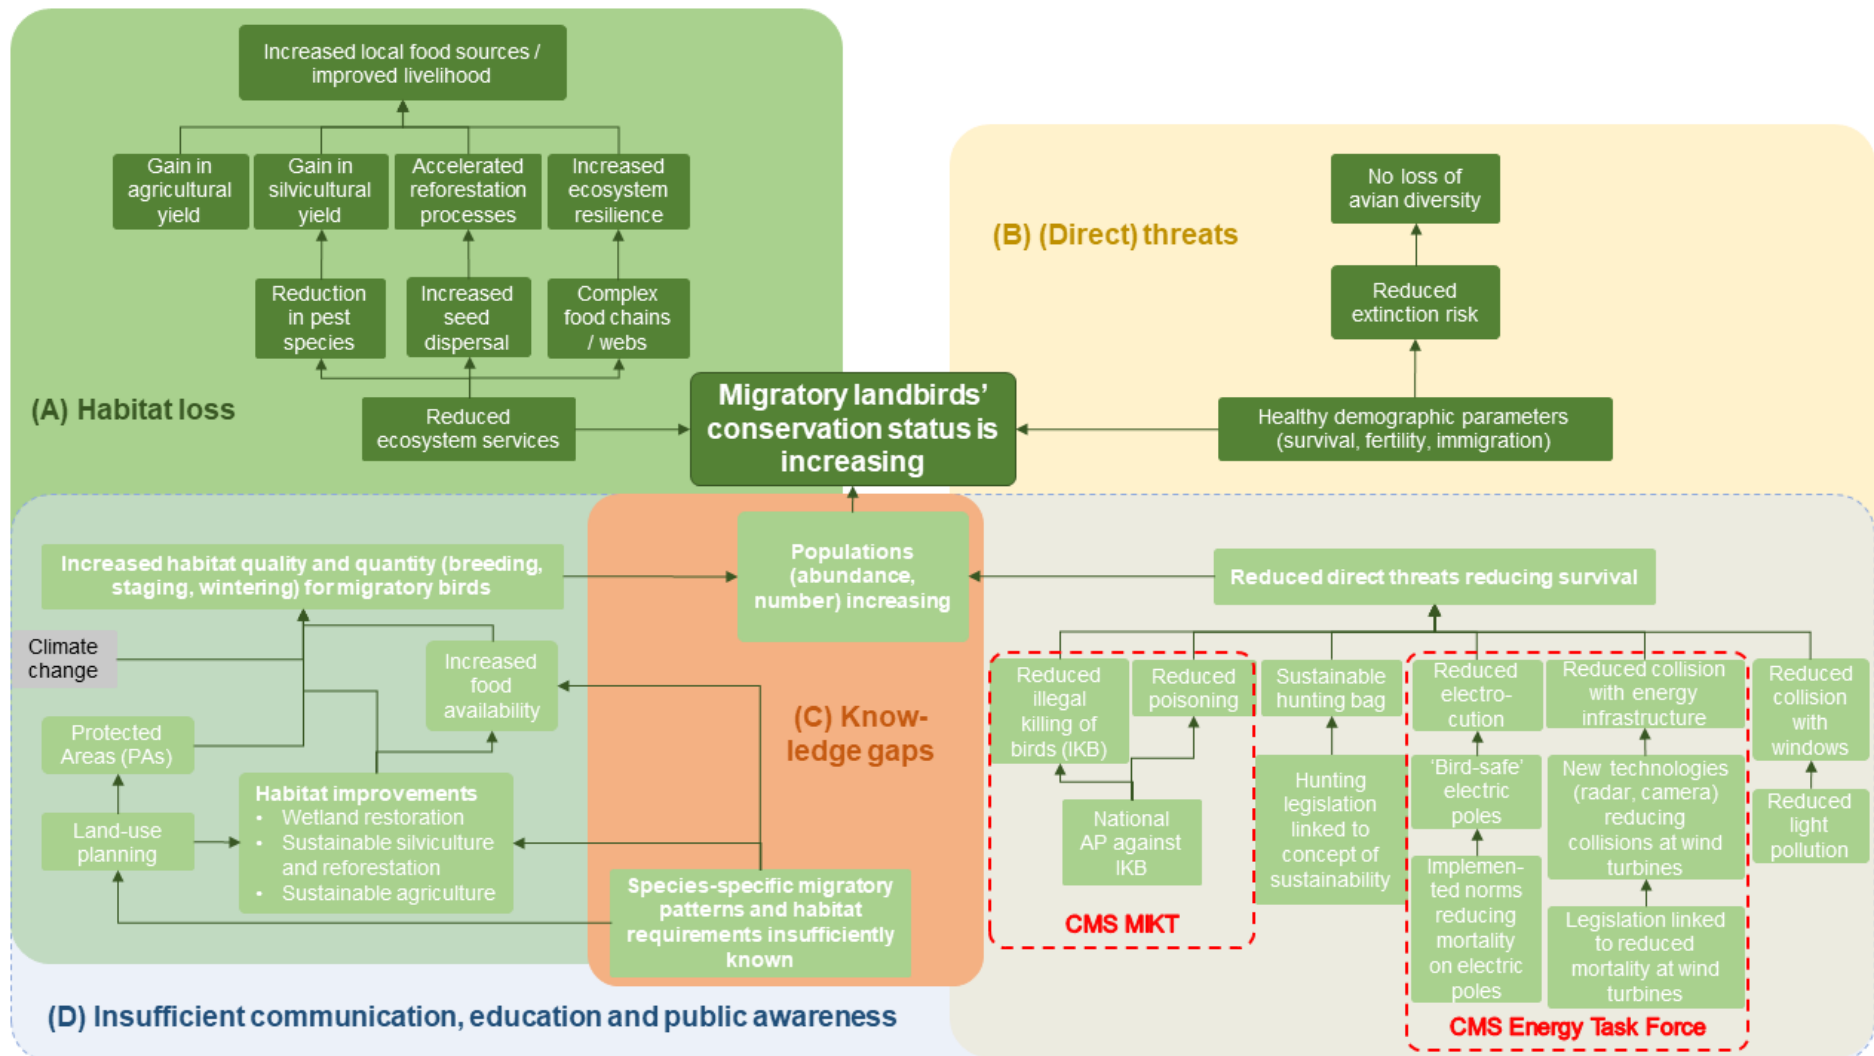 Increased local food sources /
improved livelihood
Gain in
agricultural
yield
Gain in
silvicultural
yield
Accelerated
reforestation
processes
Increased
ecosystem
resilience
Reduction
in pest
species
Increased
seed
dispersal
Complex
food chains
/ webs
(A) Habitat loss
Reduced
ecosystem services
Migratory landbirds’
conservation status is
increasing
(B) (Direct) threats
No loss of
avian diversity
Reduced
extinction risk
Healthy demographic parameters
(survival, fertility, immigration)
Increased habitat quality and quantity (breeding,
staging, wintering) for migratory birds
Populations
(abundance,
number) increasing
Reduced direct threats reducing survival
Climate
change
Increased
food
availability
Protected
Areas (PAs)
Land-use
planning
Habitat improvements
• Wetland restoration
• Sustainable silviculture
and reforestation
• Sustainable agriculture
(C) Know-
ledge gaps
Species-specific migratory
patterns and habitat
requirements insufficiently
known
Reduced
illegal
killing of
birds (IKB)
Reduced
poisoning
National
AP against
IKB
CMS MIKT
Sustainable
hunting bag
Hunting
legislation
linked to
concept of
sustainability
Reduced
electro-
cution
‘Bird-safe’
electric
poles
Implemen-
ted norms
reducing
mortality
on electric
poles
Reduced collision
with energy
infrastructure
New technologies
(radar, camera)
reducing
collisions at wind
turbines
Legislation linked
to reduced
mortality at wind
turbines
CMS Energy Task Force
Reduced
collision
with
windows
Reduced
light
pollution
(D) Insufficient communication, education and public awareness